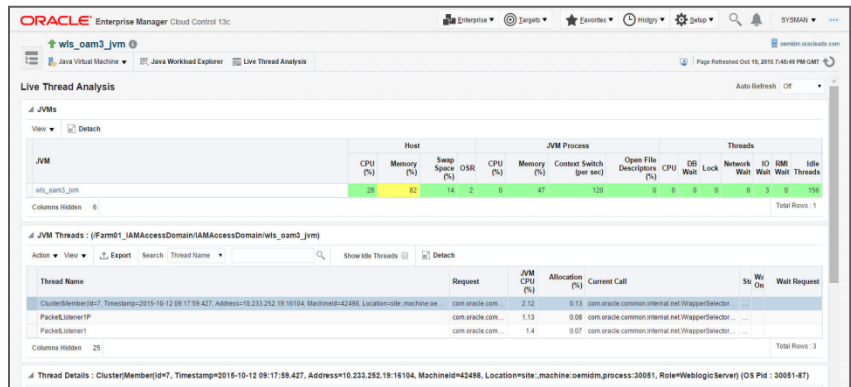 ORACLE Enterprise Manager Cloud Control 13c Enterprise Targets Favorites History Setup SYSMAN
wls_oam3_jvm oemidm.oracleads.com
Java Virtual Machine Java Workload Explorer Live Thread Analysis Page Refreshed Oct 19, 2015 7:48:49 PM GMT
Live Thread Analysis Auto Refresh Off
JVMs
View Detach
Host JVM Process Threads
JVM CPU (%) Memory (%) Swap Space (%) OSR CPU (%) Memory (%) Context Switch (per sec) Open File Descriptors (%) CPU DB Wait Lock Network Wait IO Wait RMI Wait Idle Threads
wls_oam3_jvm 28 82 14 2 0 47 120 0 0 0 0 0 3 0 156
Columns Hidden 6 Total Rows: 1
JVM Threads : (/Farm01_IAMAccessDomain/IAMAccessDomain/wls_oam3_jvm)
Action View Export Search Thread Name Show Idle Threads Detach
Thread Name Request JVM CPU (%) Allocation (%) Current Call Sta Wa On Wait Request
Cluster|Member(Id=7, Timestamp=2015-10-12 09:17:59.427, Address=10.233.252.19:16104, MachineId=42498, Location=site:,machine:oe... com.oracle.com... 2.12 0.13 com.oracle.common.internal.net.WrapperSelector... ...
PacketListener1P com.oracle.com... 1.13 0.08 com.oracle.common.internal.net.WrapperSelector... ...
PacketListener1 com.oracle.com... 1.4 0.07 com.oracle.common.internal.net.WrapperSelector... ...
Columns Hidden 25 Total Rows: 3
Thread Details : Cluster|Member(Id=7, Timestamp=2015-10-12 09:17:59.427, Address=10.233.252.19:16104, MachineId=42498, Location=site:,machine:oemidm,process:30051, Role=WeblogicServer) (OS Pid : 30051-87)